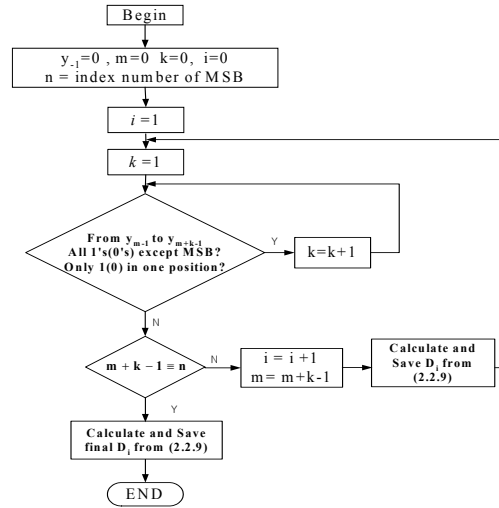 Begin
y-1=0 , m=0 k=0, i=0
n = index number of MSB
i =1
k =1
From ym-1 to ym+k-1
All 1's(0's) except MSB?
Only 1(0) in one position?
Y
k=k+1
N
m + k − 1 ≡ n
N
i = i +1
m= m+k-1
Calculate and
Save Di from
(2.2.9)
Y
Calculate and Save
final Di from (2.2.9)
END